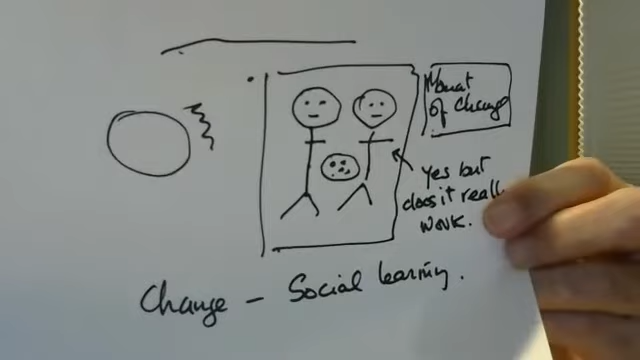 Moment
of Change
Yes but
does it really
work.
Change - Social learning.